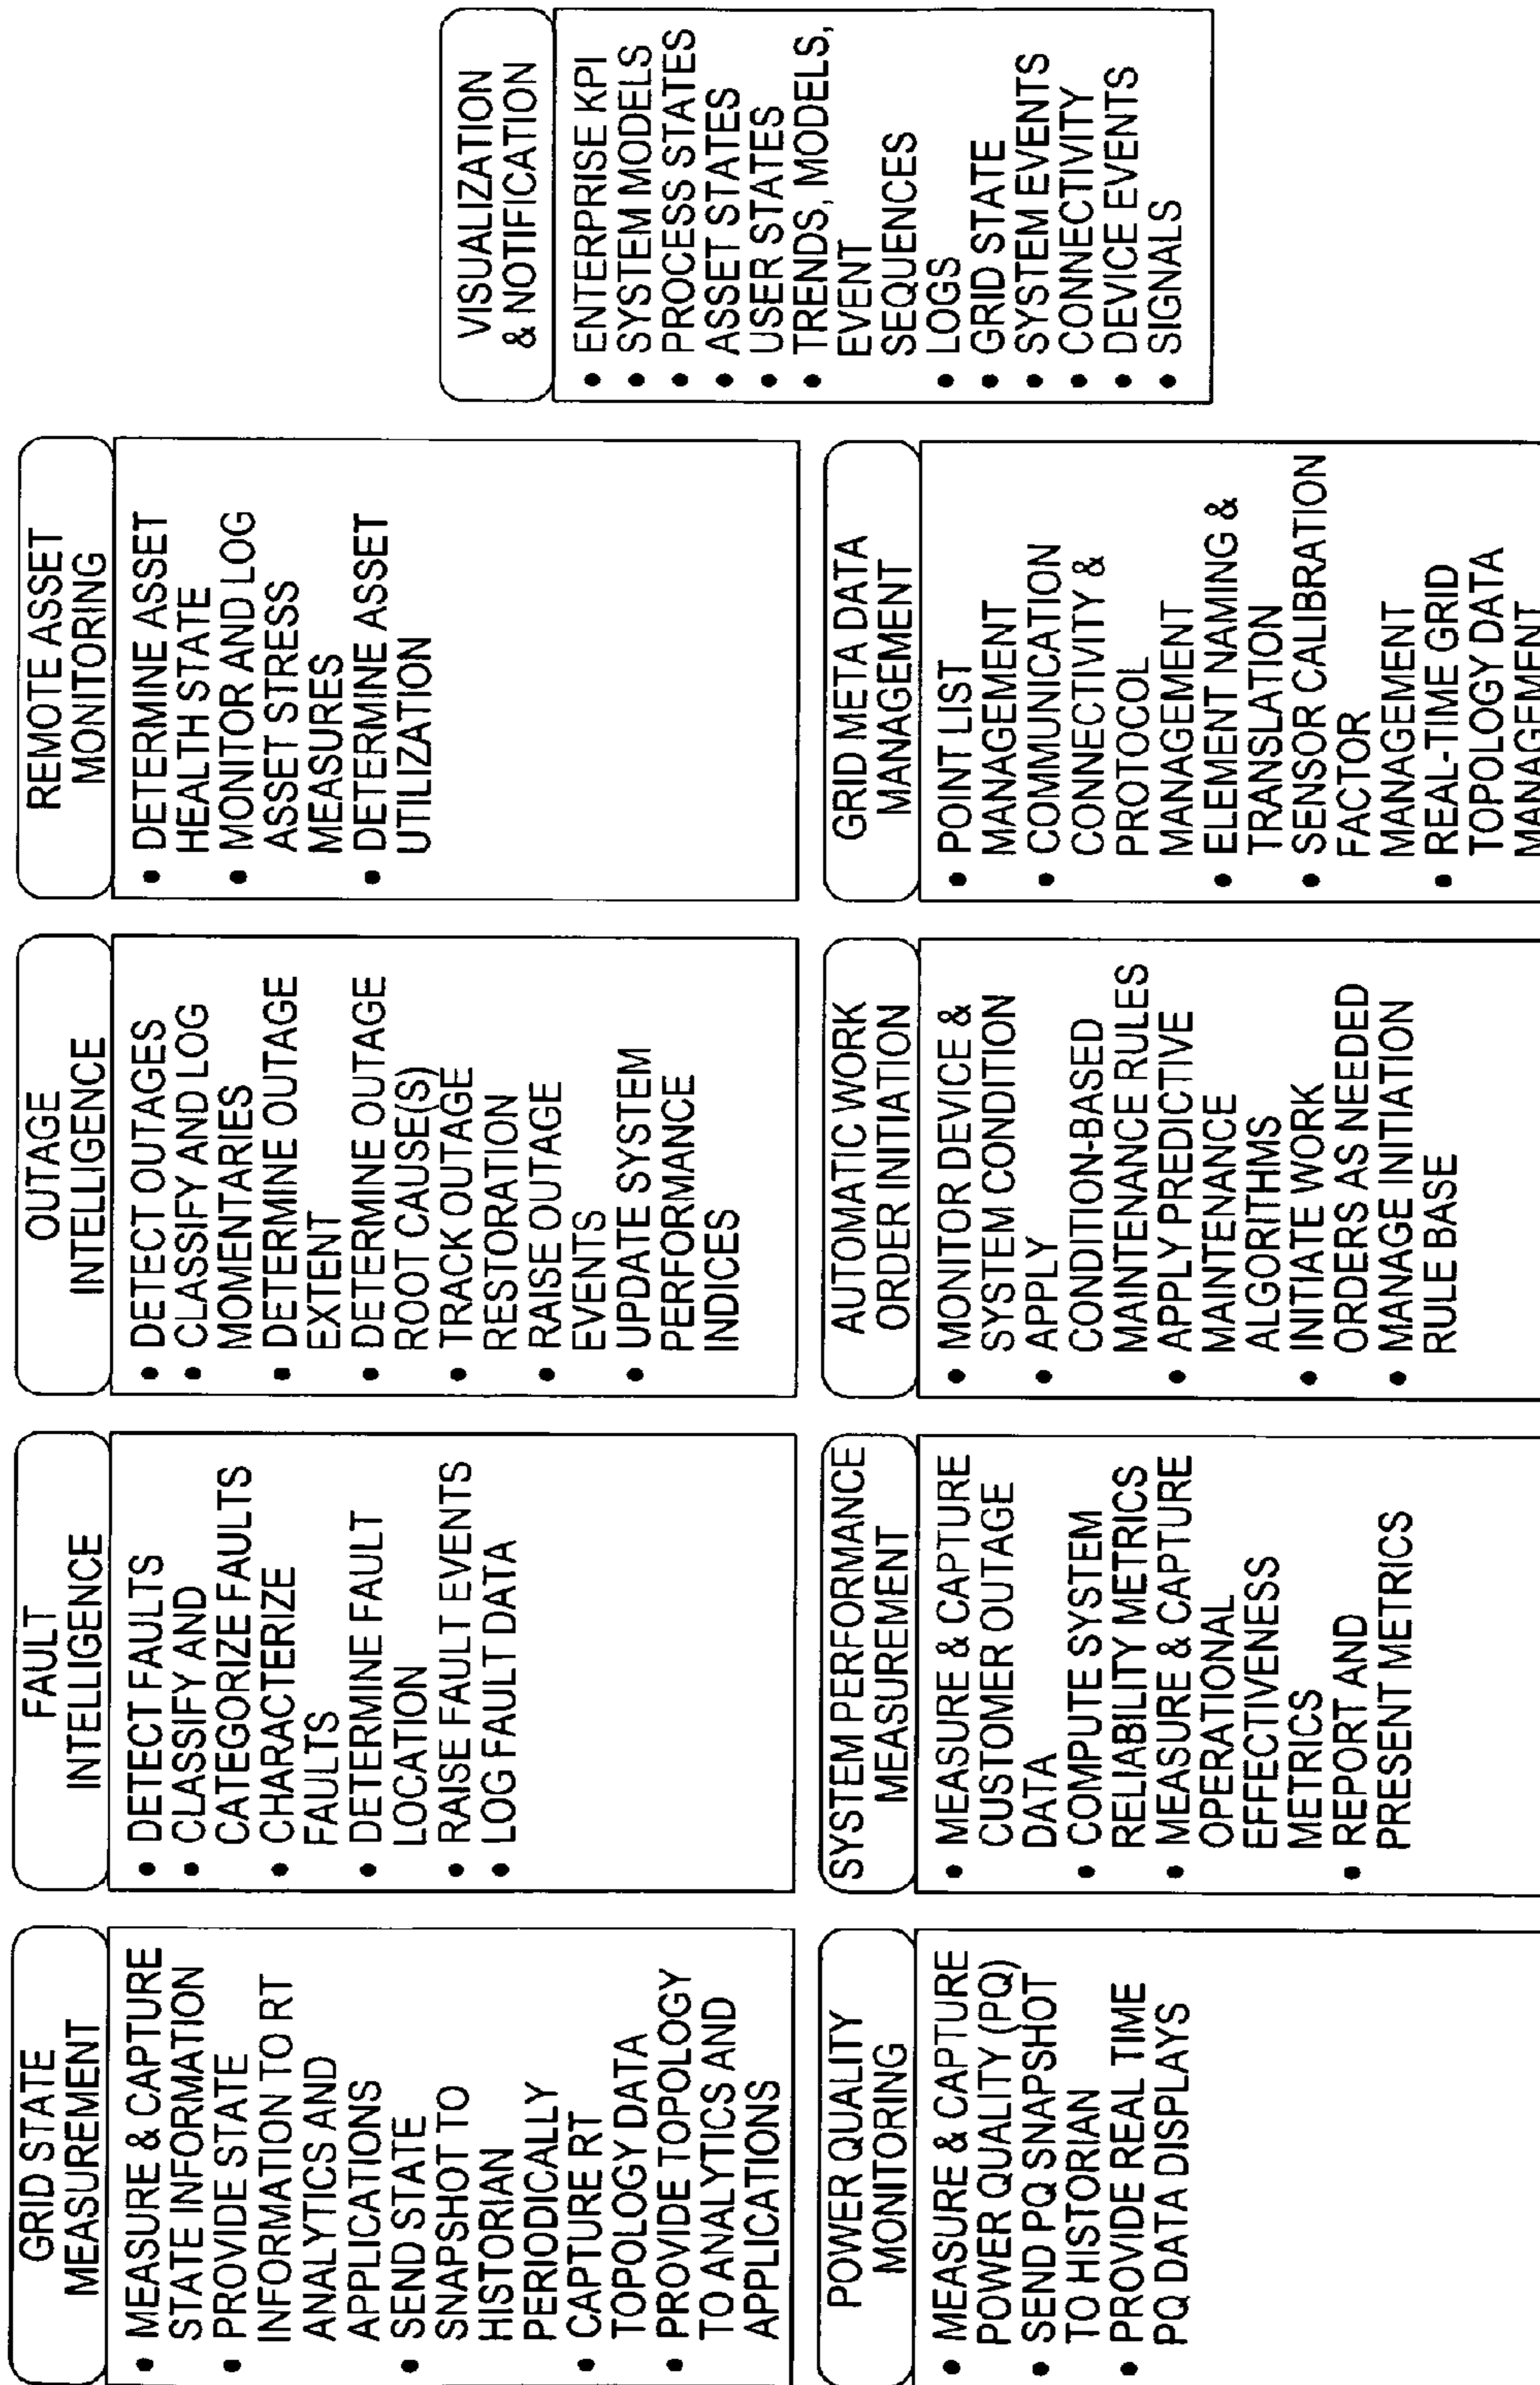 GRID STATE
MEASUREMENT
• MEASURE & CAPTURE
STATE INFORMATION
• PROVIDE STATE
INFORMATION TO RT
ANALYTICS AND
APPLICATIONS
• SEND STATE
SNAPSHOT TO
HISTORIAN
PERIODICALLY
• CAPTURE RT
TOPOLOGY DATA
• PROVIDE TOPOLOGY
TO ANALYTICS AND
APPLICATIONS
FAULT
INTELLIGENCE
• DETECT FAULTS
• CLASSIFY AND
CATEGORIZE FAULTS
• CHARACTERIZE
FAULTS
• DETERMINE FAULT
LOCATION
• RAISE FAULT EVENTS
• LOG FAULT DATA
OUTAGE
INTELLIGENCE
• DETECT OUTAGES
• CLASSIFY AND LOG
MOMENTARIES
• DETERMINE OUTAGE
EXTENT
• DETERMINE OUTAGE
ROOT CAUSE(S)
• TRACK OUTAGE
RESTORATION
• RAISE OUTAGE
EVENTS
• UPDATE SYSTEM
PERFORMANCE
INDICES
REMOTE ASSET
MONITORING
• DETERMINE ASSET
HEALTH STATE
• MONITOR AND LOG
ASSET STRESS
MEASURES
• DETERMINE ASSET
UTILIZATION
POWER QUALITY
MONITORING
• MEASURE & CAPTURE
POWER QUALITY (PQ)
• SEND PQ SNAPSHOT
TO HISTORIAN
• PROVIDE REAL TIME
PQ DATA DISPLAYS
SYSTEM PERFORMANCE
MEASUREMENT
• MEASURE & CAPTURE
CUSTOMER OUTAGE
DATA
• COMPUTE SYSTEM
RELIABILITY METRICS
• MEASURE & CAPTURE
OPERATIONAL
EFFECTIVENESS
METRICS
• REPORT AND
PRESENT METRICS
AUTOMATIC WORK
ORDER INITIATION
• MONITOR DEVICE &
SYSTEM CONDITION
• APPLY
CONDITION-BASED
MAINTENANCE RULES
• APPLY PREDICTIVE
MAINTENANCE
ALGORITHMS
• INITIATE WORK
ORDERS AS NEEDED
• MANAGE INITIATION
RULE BASE
GRID META DATA
MANAGEMENT
• POINT LIST
MANAGEMENT
• COMMUNICATION
CONNECTIVITY &
PROTOCOL
MANAGEMENT
• ELEMENT NAMING &
TRANSLATION
• SENSOR CALIBRATION
FACTOR
MANAGEMENT
• REAL-TIME GRID
TOPOLOGY DATA
MANAGEMENT
VISUALIZATION
& NOTIFICATION
• ENTERPRISE KPI
• SYSTEM MODELS
• PROCESS STATES
• ASSET STATES
• USER STATES
• TRENDS, MODELS,
EVENT
SEQUENCES
• LOGS
• GRID STATE
• SYSTEM EVENTS
• CONNECTIVITY
• DEVICE EVENTS
• SIGNALS